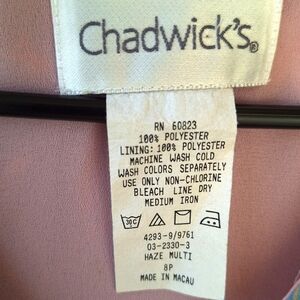 Chadwick's®
RN 60823
100% POLYESTER
LINING: 100% POLYESTER
MACHINE WASH COLD
WASH COLORS SEPARATELY
USE ONLY NON-CHLORINE
BLEACH LINE DRY
MEDIUM IRON
30C
4293-9/9761
03-2330-3
HAZE MULTI
8P
MADE IN MACAU